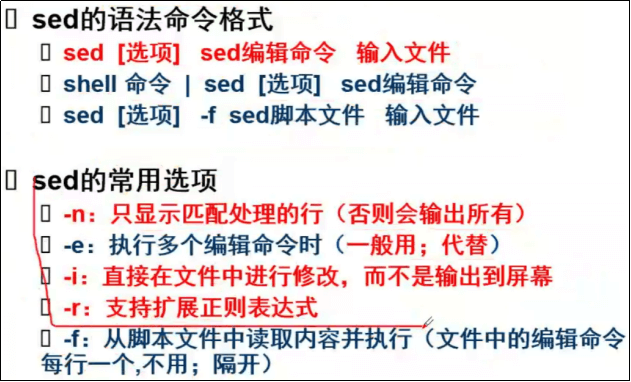 sed的语法命令格式
sed [选项] sed编辑命令 输入文件
shell 命令 | sed [选项] sed编辑命令
sed [选项] -f sed脚本文件 输入文件
sed的常用选项
-n：只显示匹配处理的行（否则会输出所有）
-e：执行多个编辑命令时（一般用；代替）
-i：直接在文件中进行修改，而不是输出到屏幕
-r：支持扩展正则表达式
-f：从脚本文件中读取内容并执行（文件中的编辑命令
每行一个,不用；隔开）